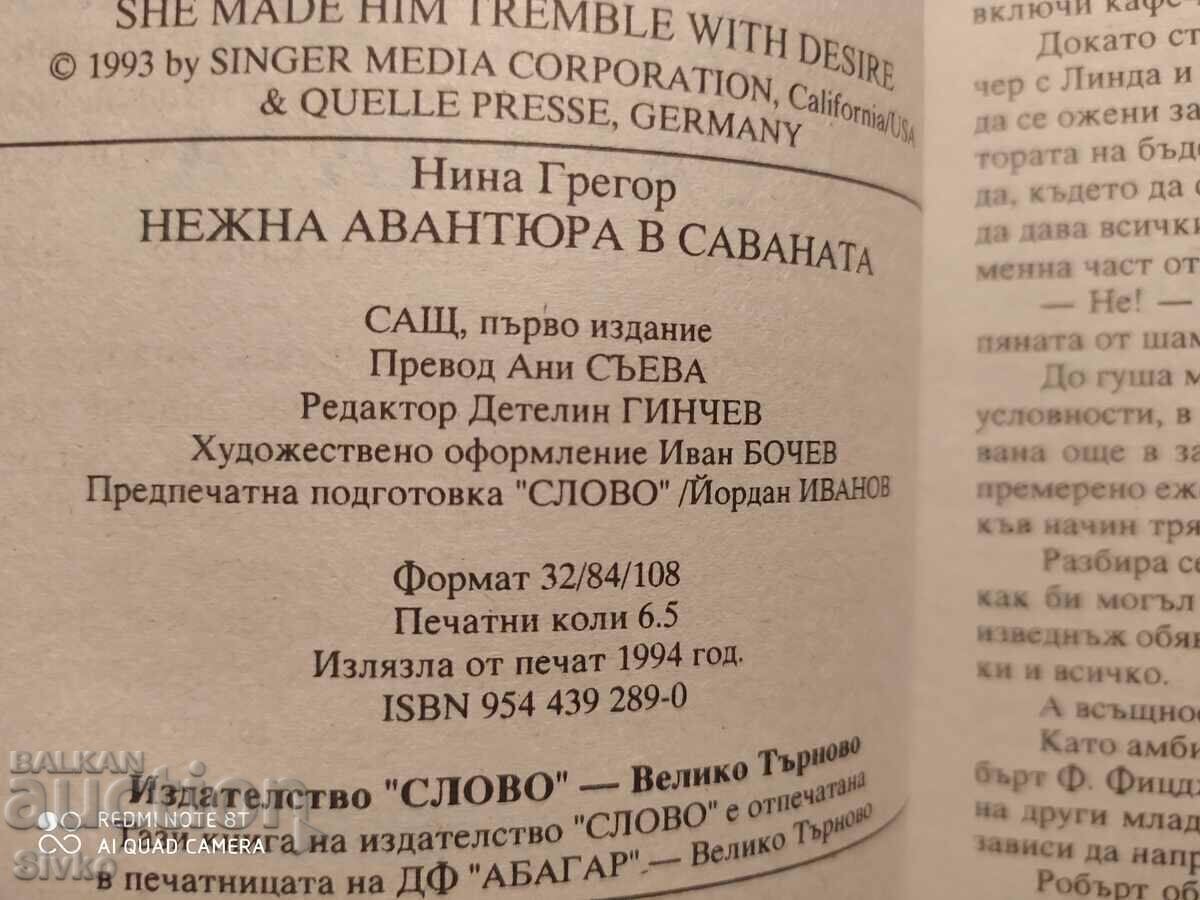 SHE MADE HIM TREMBLE WITH DESIRE
© 1993 by SINGER MEDIA CORPORATION, California/USA
& QUELLE PRESSE, GERMANY
Нина Грегор
НЕЖНА АВАНТЮРА В САВАНАТА
САЩ, първо издание
Превод Ани СЪЕВА
Редактор Детелин ГИНЧЕВ
Художествено оформление Иван БОЧЕВ
Предпечатна подготовка "СЛОВО" /Йордан ИВАНОВ
Формат 32/84/108
Печатни коли 6.5
Излязла от печат 1994 год.
ISBN 954 439 289-0
Издателство "СЛОВО" — Велико Търново
Тази книга на издателство "СЛОВО" е отпечатана
в печатницата на ДФ "АБАГАР" — Велико Търново
включи кафе-
Докато ст
чер с Линда и
да се ожени за
тората на бъд
да, където да
да дава всички
менна част от
— Не! —
пяната от шам
До гуша м
условности, в
вана още в за
премерено еж
къв начин тря
Разбира се
как би могъл
изведнъж обяв
ки и всичко.
А всъщнос
Като амби
бърт Ф. Фицд
на други млад
зависи да напр
Робърт об
BALKAN
auction
REDMI NOTE 8T
AI QUAD CAMERA
Sivko